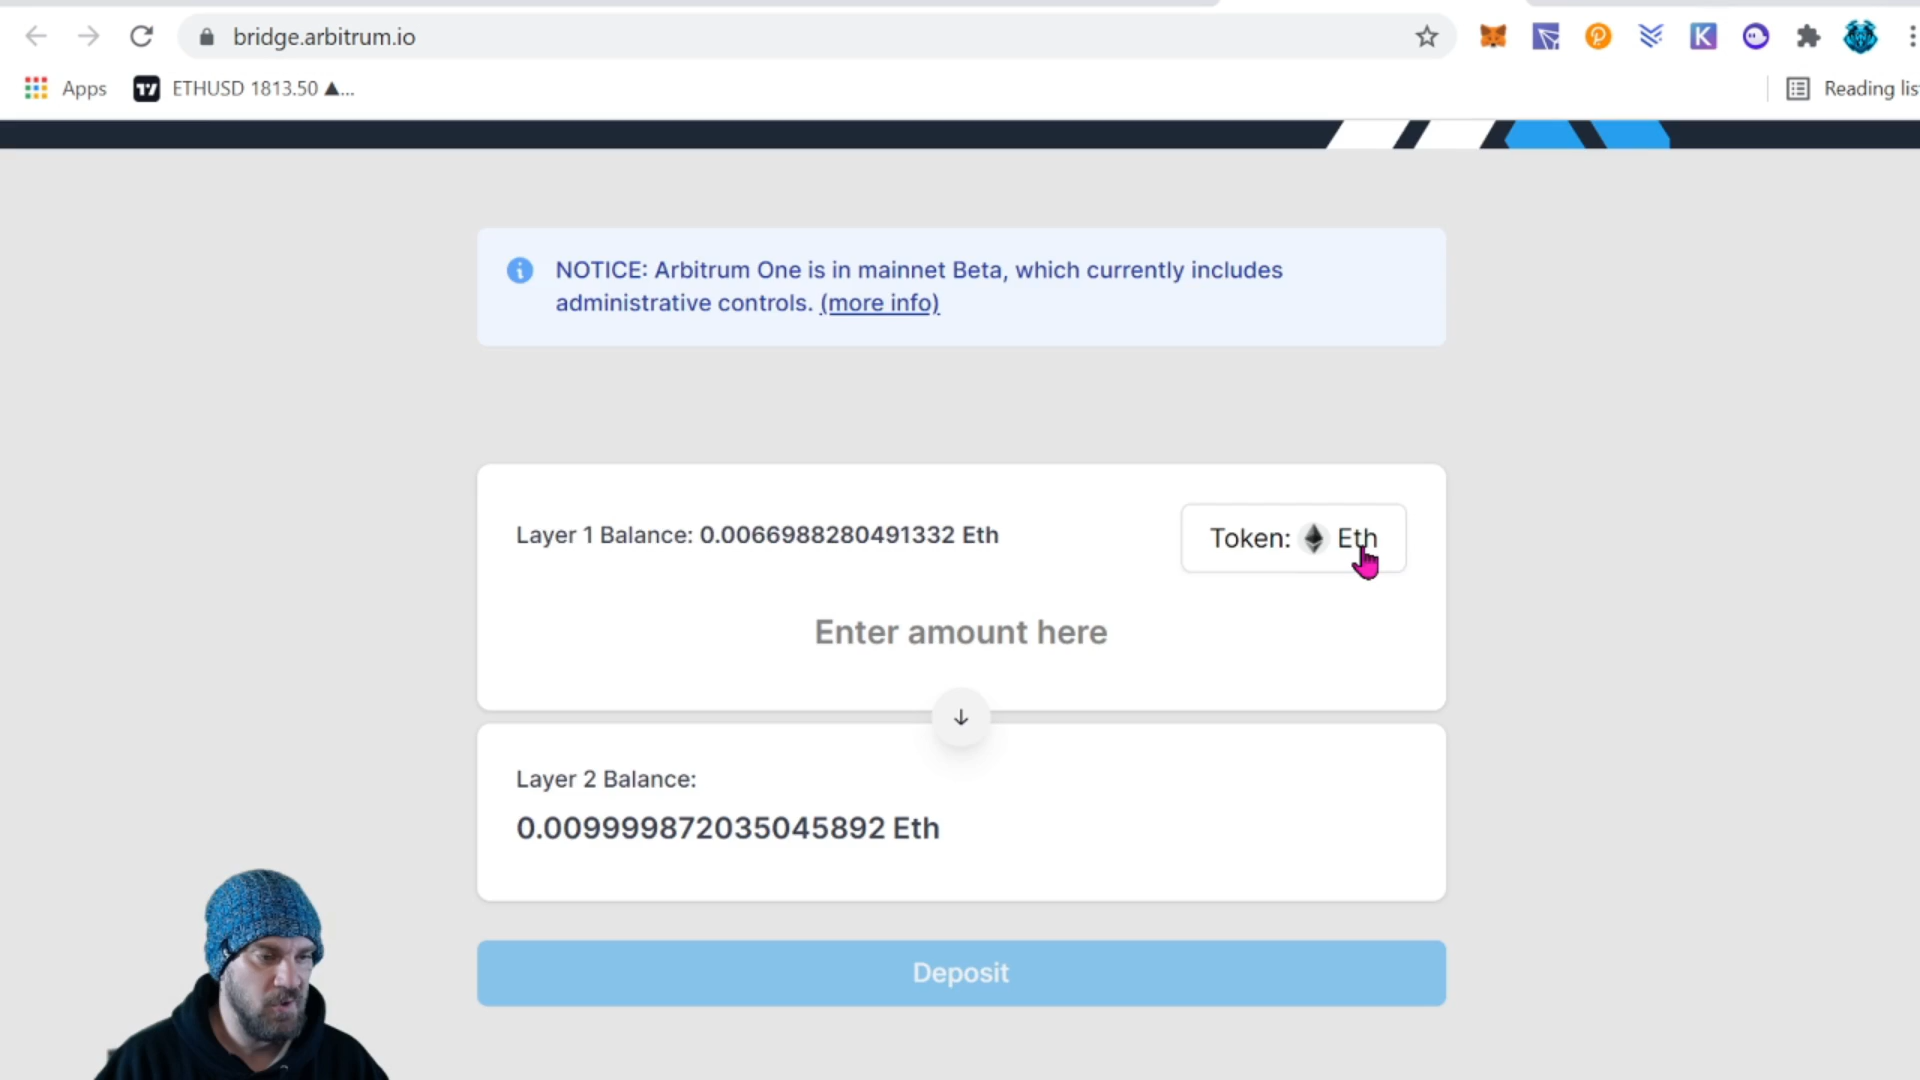 bridge.arbitrum.io
Apps
ETHUSD 1813.50 ▲...
Reading lis
NOTICE: Arbitrum One is in mainnet Beta, which currently includes
administrative controls. (more info)
Layer 1 Balance: 0.0066988280491332 Eth
Token: Eth
Enter amount here
Layer 2 Balance:
0.009999872035045892 Eth
Deposit